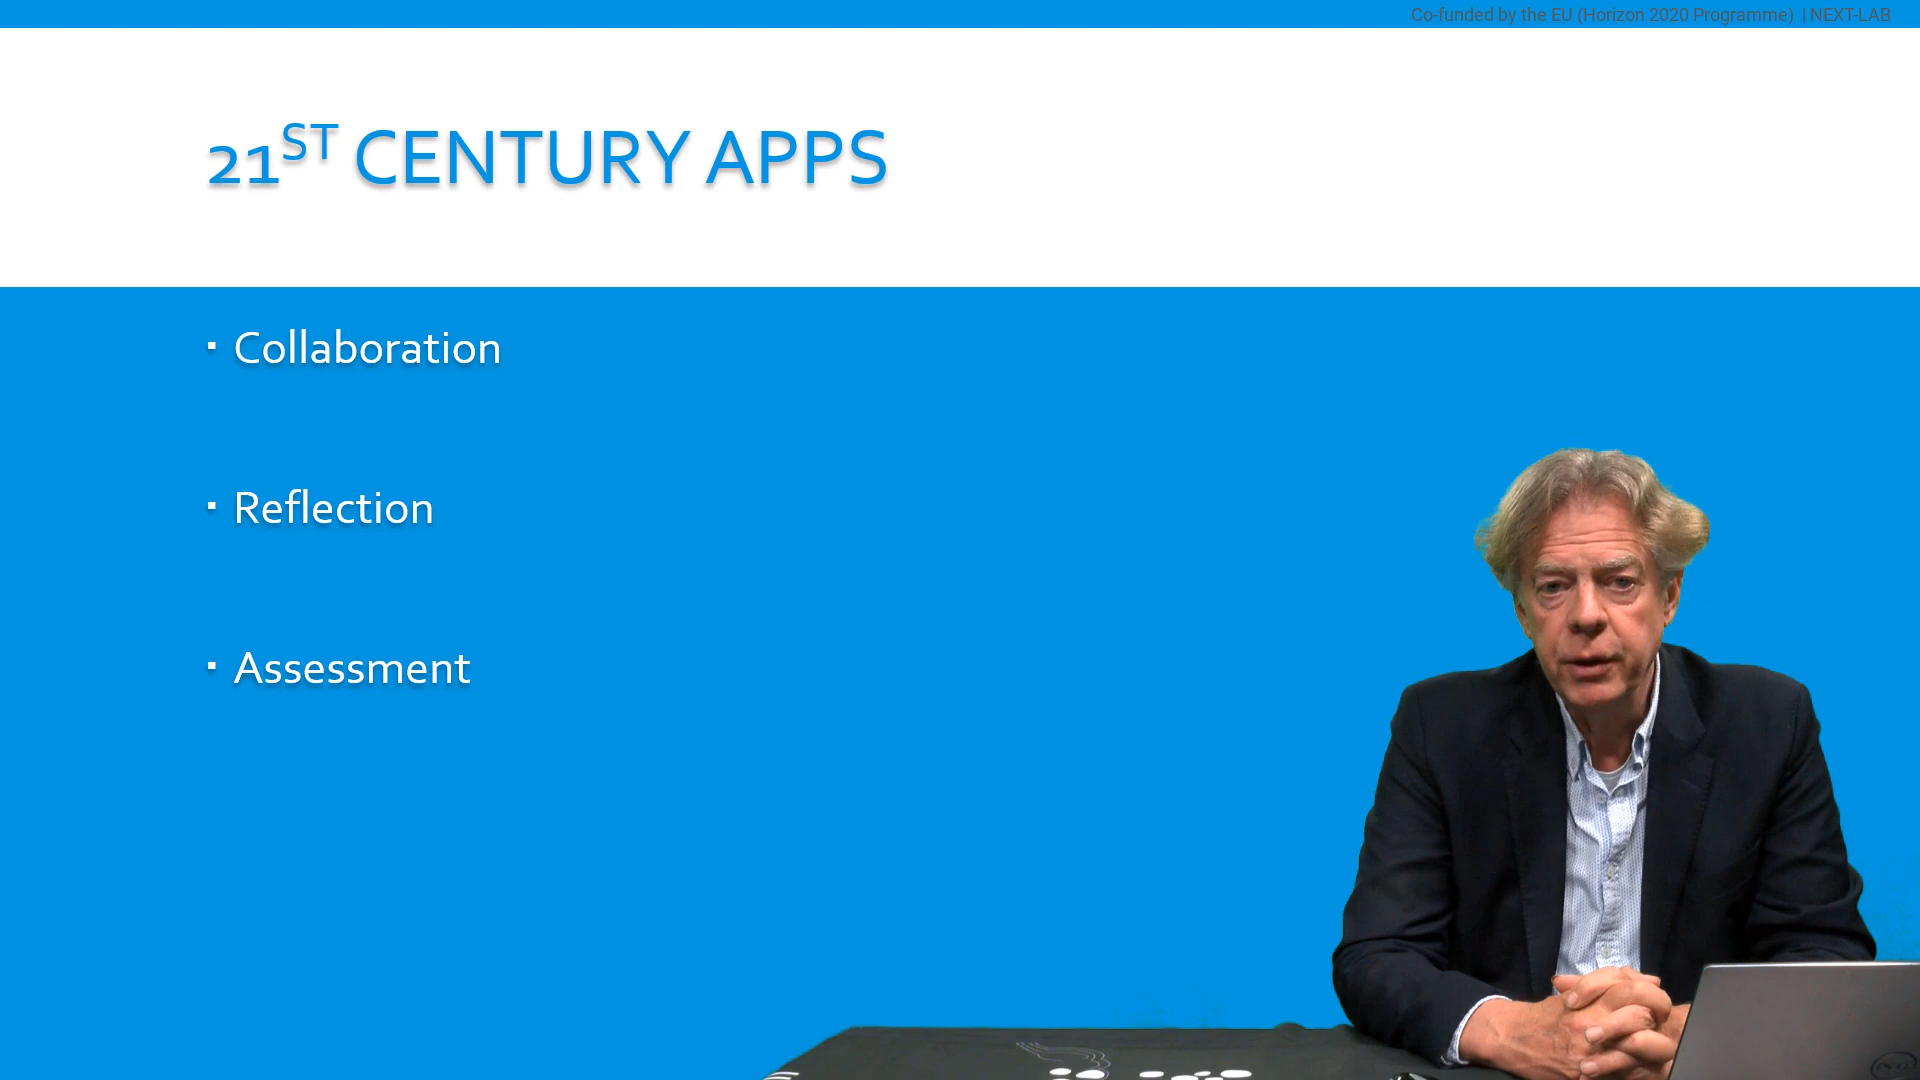 Co-funded by the EU (Horizon 2020 Programme) | NEXT-LAB
21ST CENTURY APPS
▪ Collaboration
▪ Reflection
▪ Assessment